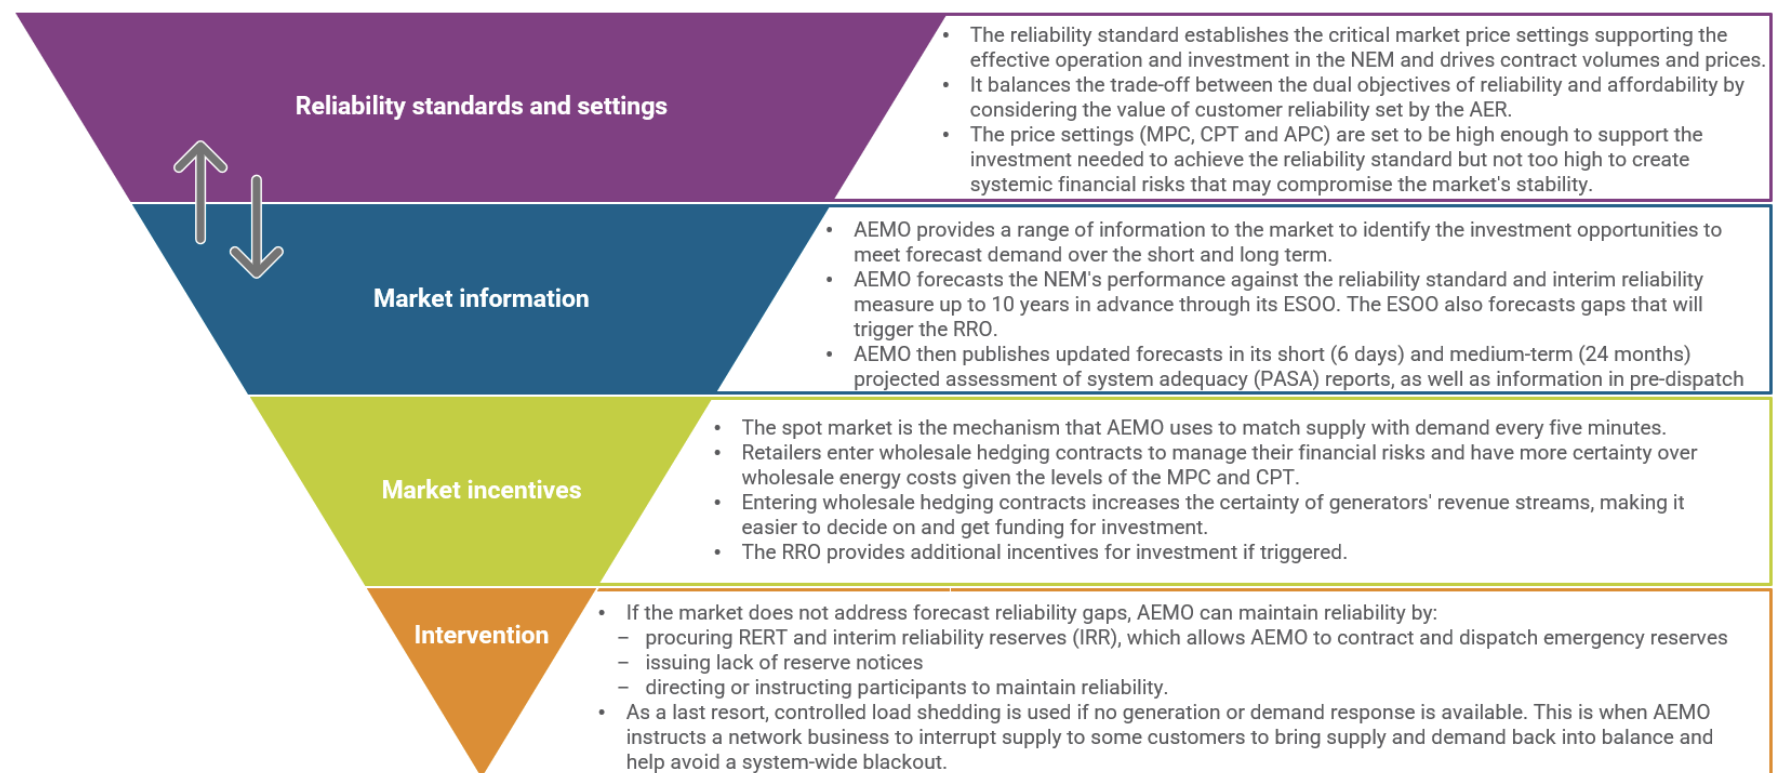 Reliability standards and settings
• The reliability standard establishes the critical market price settings supporting the
effective operation and investment in the NEM and drives contract volumes and prices.
• It balances the trade-off between the dual objectives of reliability and affordability by
considering the value of customer reliability set by the AER.
• The price settings (MPC, CPT and APC) are set to be high enough to support the
investment needed to achieve the reliability standard but not too high to create
systemic financial risks that may compromise the market's stability.
Market information
• AEMO provides a range of information to the market to identify the investment opportunities to
meet forecast demand over the short and long term.
• AEMO forecasts the NEM's performance against the reliability standard and interim reliability
measure up to 10 years in advance through its ESOO. The ESOO also forecasts gaps that will
trigger the RRO.
• AEMO then publishes updated forecasts in its short (6 days) and medium-term (24 months)
projected assessment of system adequacy (PASA) reports, as well as information in pre-dispatch
Market incentives
• The spot market is the mechanism that AEMO uses to match supply with demand every five minutes.
• Retailers enter wholesale hedging contracts to manage their financial risks and have more certainty over
wholesale energy costs given the levels of the MPC and CPT.
• Entering wholesale hedging contracts increases the certainty of generators' revenue streams, making it
easier to decide on and get funding for investment.
• The RRO provides additional incentives for investment if triggered.
Intervention
• If the market does not address forecast reliability gaps, AEMO can maintain reliability by:
– procuring RERT and interim reliability reserves (IRR), which allows AEMO to contract and dispatch emergency reserves
– issuing lack of reserve notices
– directing or instructing participants to maintain reliability.
• As a last resort, controlled load shedding is used if no generation or demand response is available. This is when AEMO
instructs a network business to interrupt supply to some customers to bring supply and demand back into balance and
help avoid a system-wide blackout.